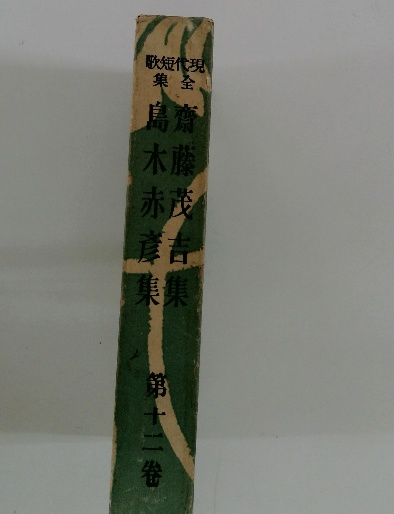 現代短歌
全集
齋藤茂吉集
島木赤彦集
第十二卷